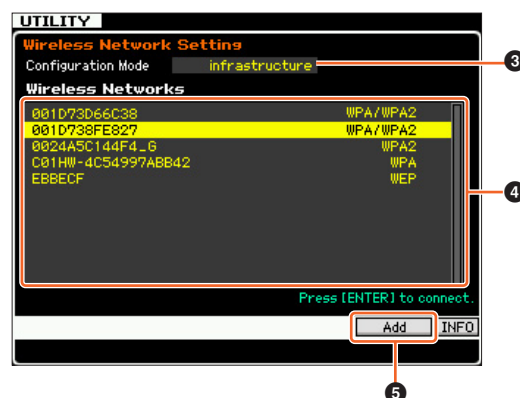 UTILITY
Wireless Network Setting
Configuration Mode infrastructure
3
Wireless Networks
001D73D66C38 WPA/WPA2
001D738FE827 WPA/WPA2
0024A5C144F4_G WPA2
C01HW-4C54997ABB42 WPA
EBBECF WEP
4
Press [ENTER] to connect.
Add INFO
5